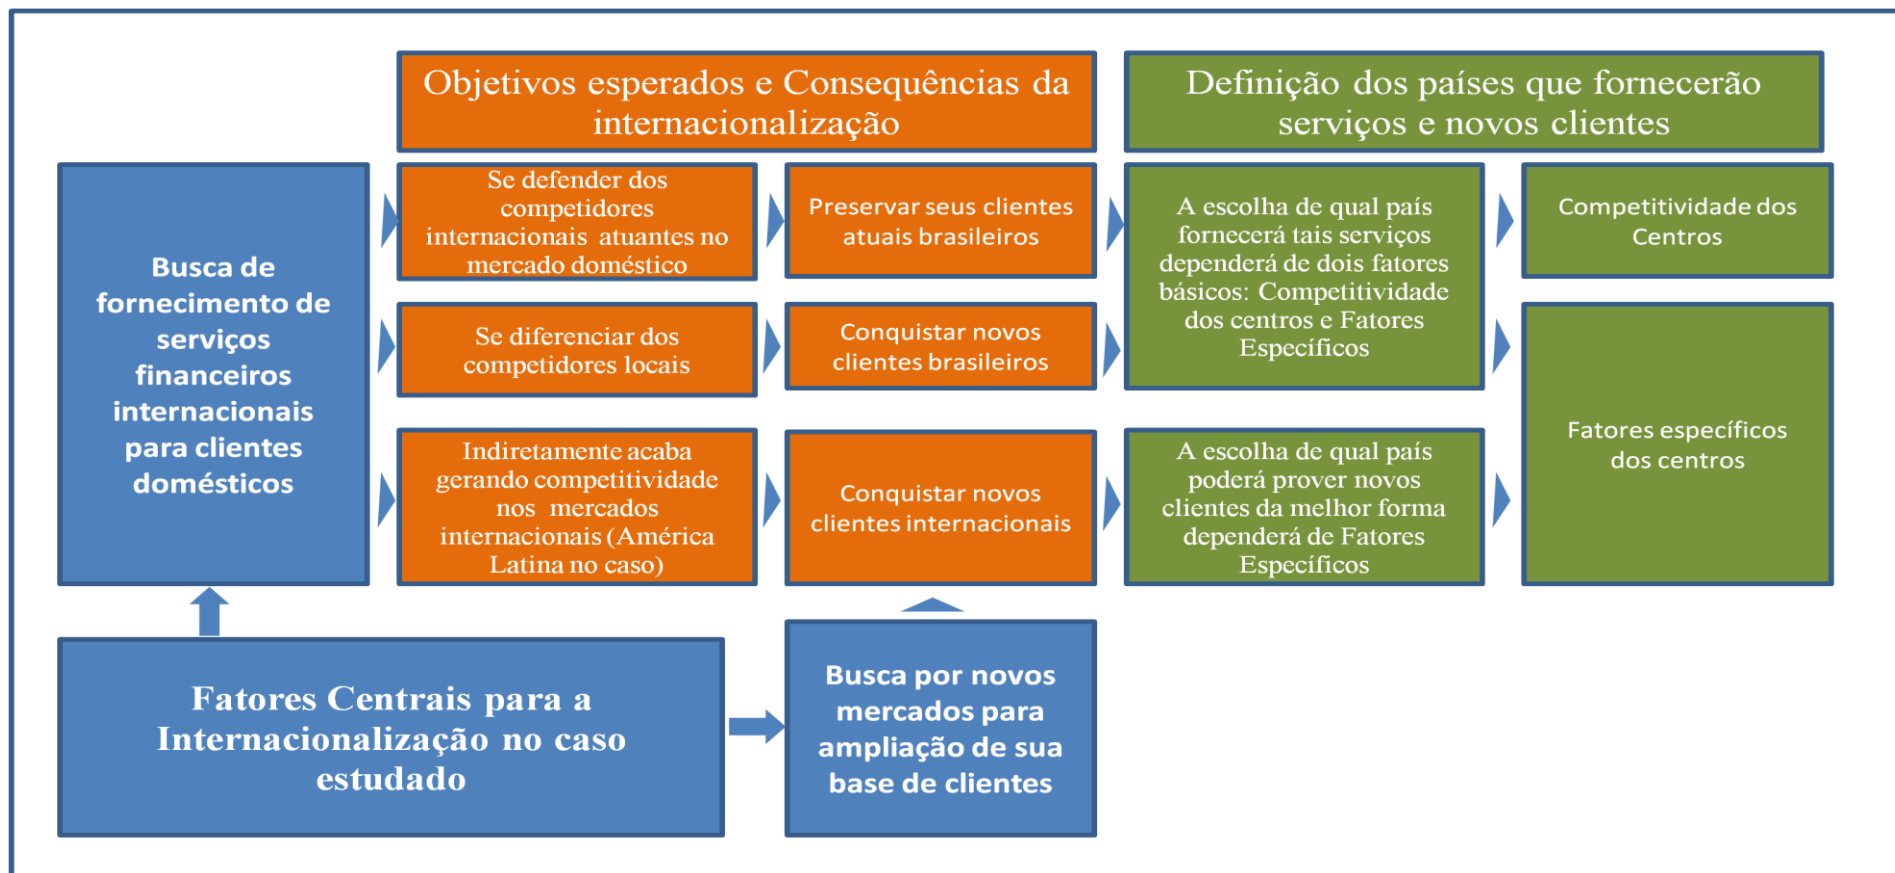 Objetivos esperados e Consequências da
internacionalização
Definição dos países que fornecerão
serviços e novos clientes
Busca de
fornecimento de
serviços
financeiros
internacionais
para clientes
domésticos
Se defender dos
competidores
internacionais atuantes no
mercado doméstico
Preservar seus clientes
atuais brasileiros
A escolha de qual país
fornecerá tais serviços
dependerá de dois fatores
básicos: Competitividade
dos centros e Fatores
Específicos
Competitividade dos
Centros
Se diferenciar dos
competidores locais
Conquistar novos
clientes brasileiros
Fatores específicos
dos centros
Indiretamente acaba
gerando competitividade
nos mercados
internacionais (América
Latina no caso)
Conquistar novos
clientes internacionais
A escolha de qual país
poderá prover novos
clientes da melhor forma
dependerá de Fatores
Específicos
Fatores Centrais para a
Internacionalização no caso
estudado
Busca por novos
mercados para
ampliação de sua
base de clientes